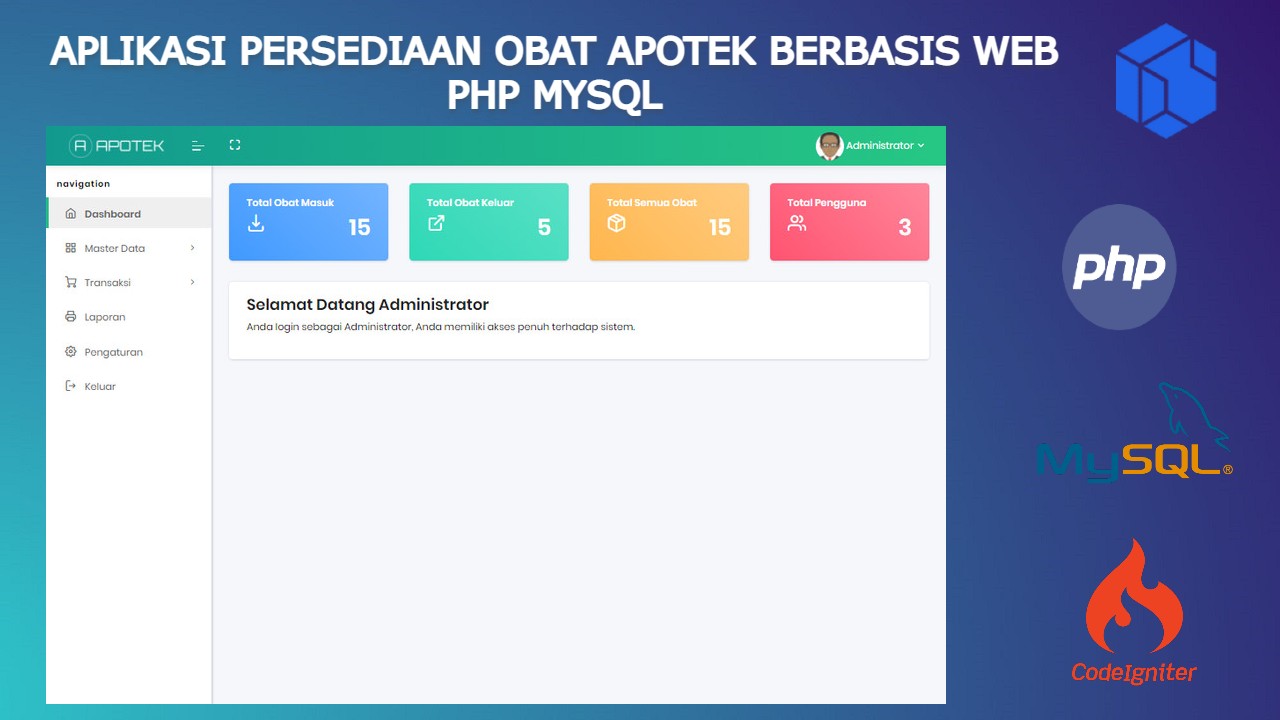 APLIKASI PERSEDIAAN OBAT APOTEK BERBASIS WEB
PHP MYSQL
A APOTEK
Administrator
navigation
Dashboard
Master Data
Transaksi
Laporan
Pengaturan
Keluar
Total Obat Masuk
15
Total Obat Keluar
5
Total Semua Obat
15
Total Pengguna
3
Selamat Datang Administrator
Anda login sebagai Administrator, Anda memiliki akses penuh terhadap sistem.
php
MySQL®
CodeIgniter